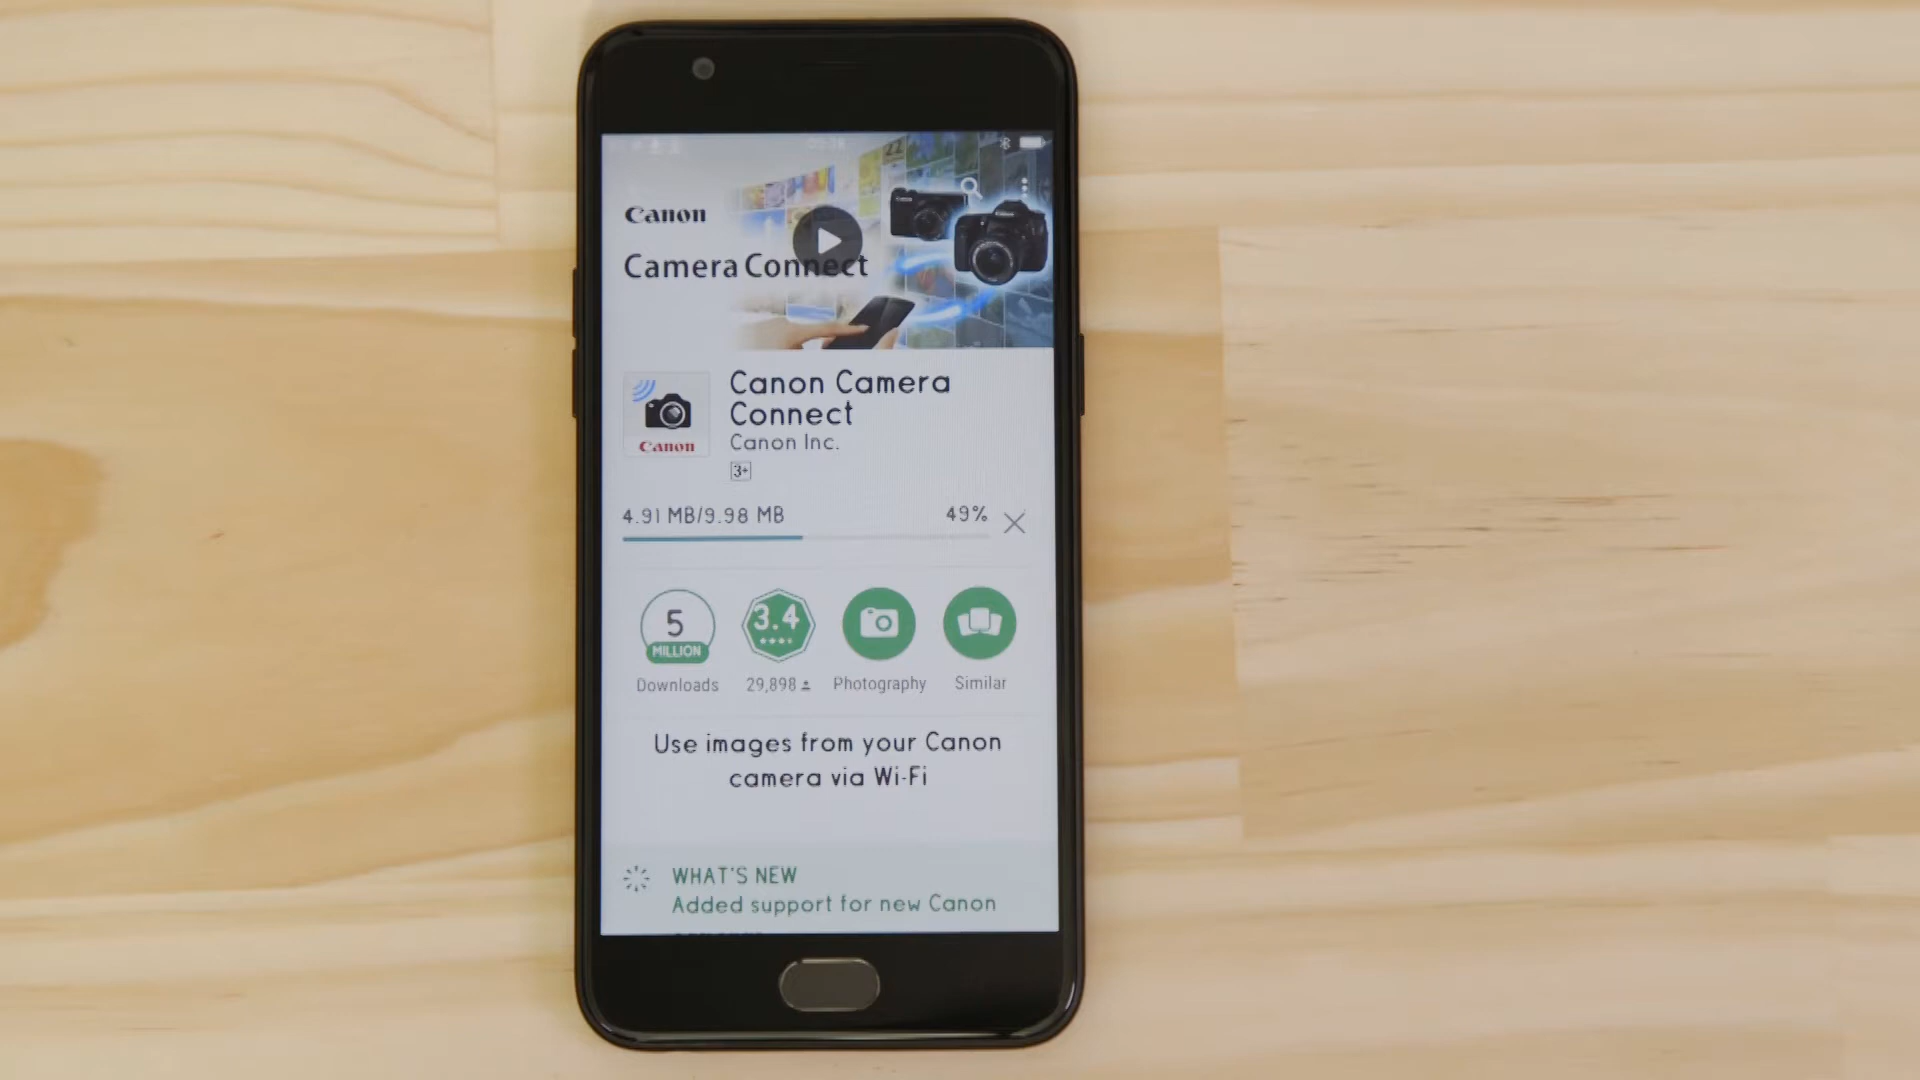 Canon
Camera Connect
Canon Camera
Connect
Canon Inc.
3+
Canon
4.91 MB/9.98 MB 49%
5
MILLION
3.4
Downloads 29,898 Photography Similar
Use images from your Canon
camera via Wi-Fi
WHAT'S NEW
Added support for new Canon